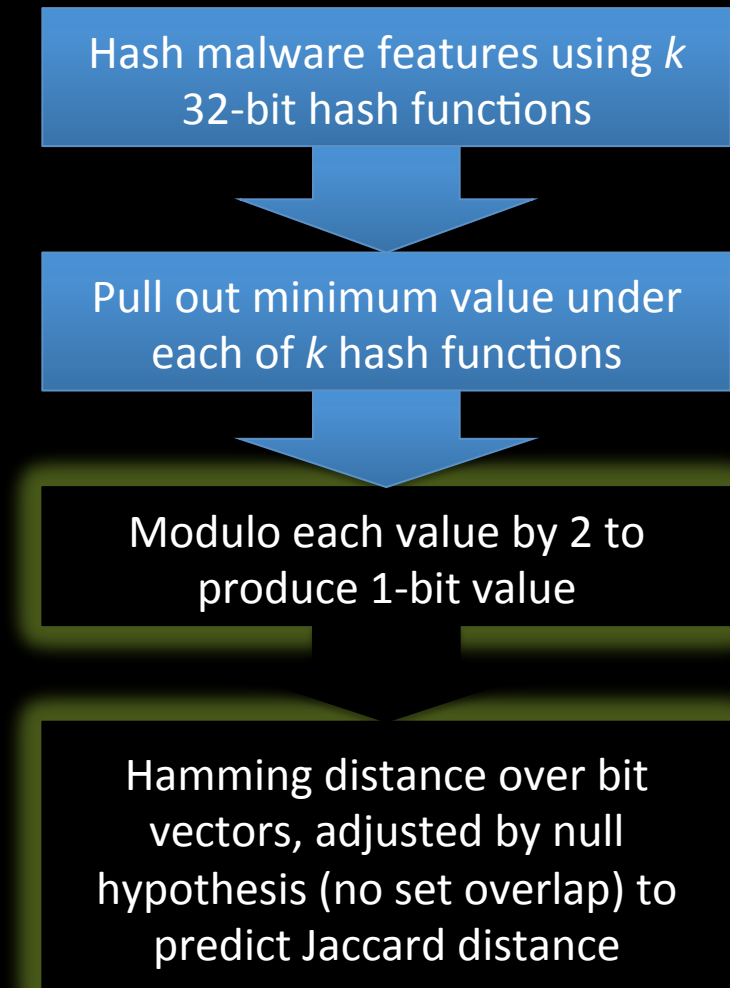 Hash malware features using k
32-bit hash functions
Pull out minimum value under
each of k hash functions
Modulo each value by 2 to
produce 1-bit value
Hamming distance over bit
vectors, adjusted by null
hypothesis (no set overlap) to
predict Jaccard distance